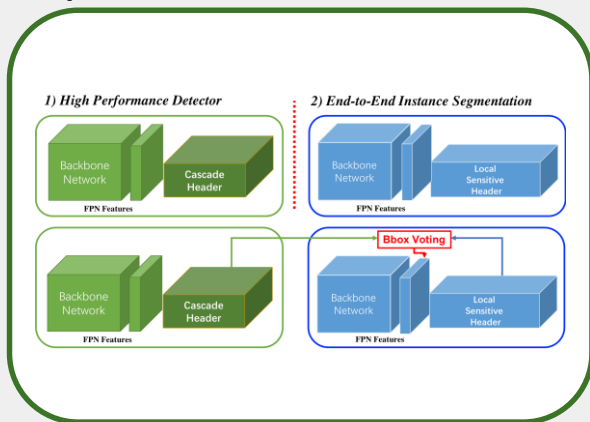 1) High Performance Detector
2) End-to-End Instance Segmentation
Backbone
Network
Cascade
Header
FPN Features
Backbone
Network
Local
Sensitive
Header
FPN Features
Bbox Voting
Backbone
Network
Cascade
Header
FPN Features
Backbone
Network
Local
Sensitive
Header
FPN Features